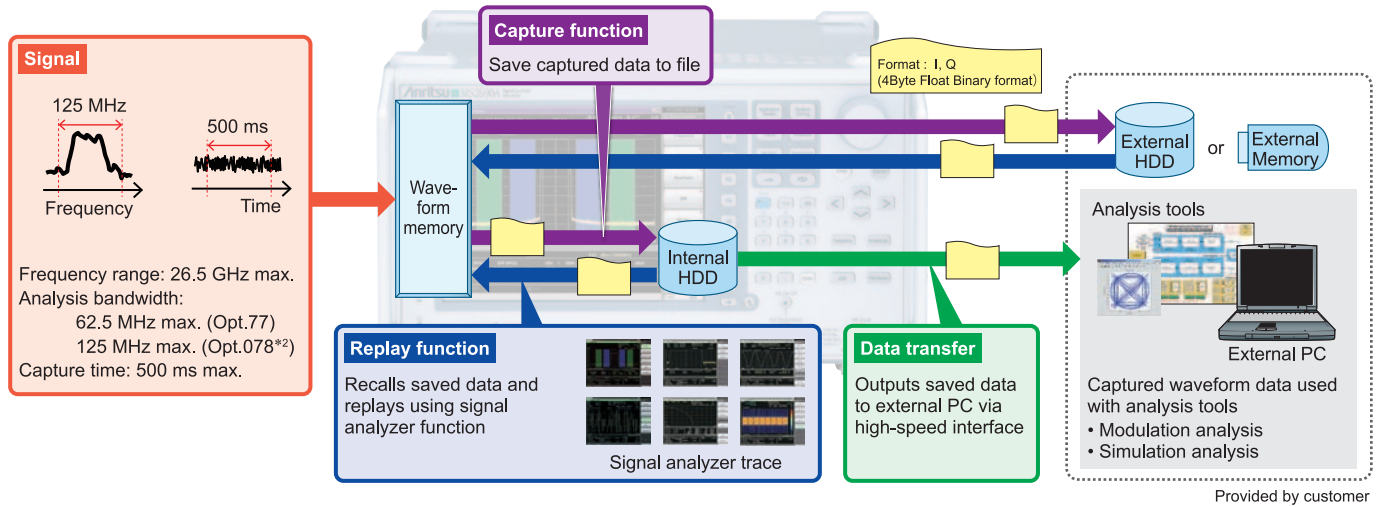 Signal
125 MHz
500 ms
Frequency
Time
Frequency range: 26.5 GHz max.
Analysis bandwidth:
62.5 MHz max. (Opt.77)
125 MHz max. (Opt.078*2)
Capture time: 500 ms max.
Capture function
Save captured data to file
Anritsu MS2690A
Format : I, Q
(4Byte Float Binary format)
Wave-
form
memory
Internal
HDD
External
HDD
or
External
Memory
Replay function
Recalls saved data and
replays using signal
analyzer function
Signal analyzer trace
Data transfer
Outputs saved data
to external PC via
high-speed interface
Analysis tools
External PC
Captured waveform data used
with analysis tools
• Modulation analysis
• Simulation analysis
Provided by customer